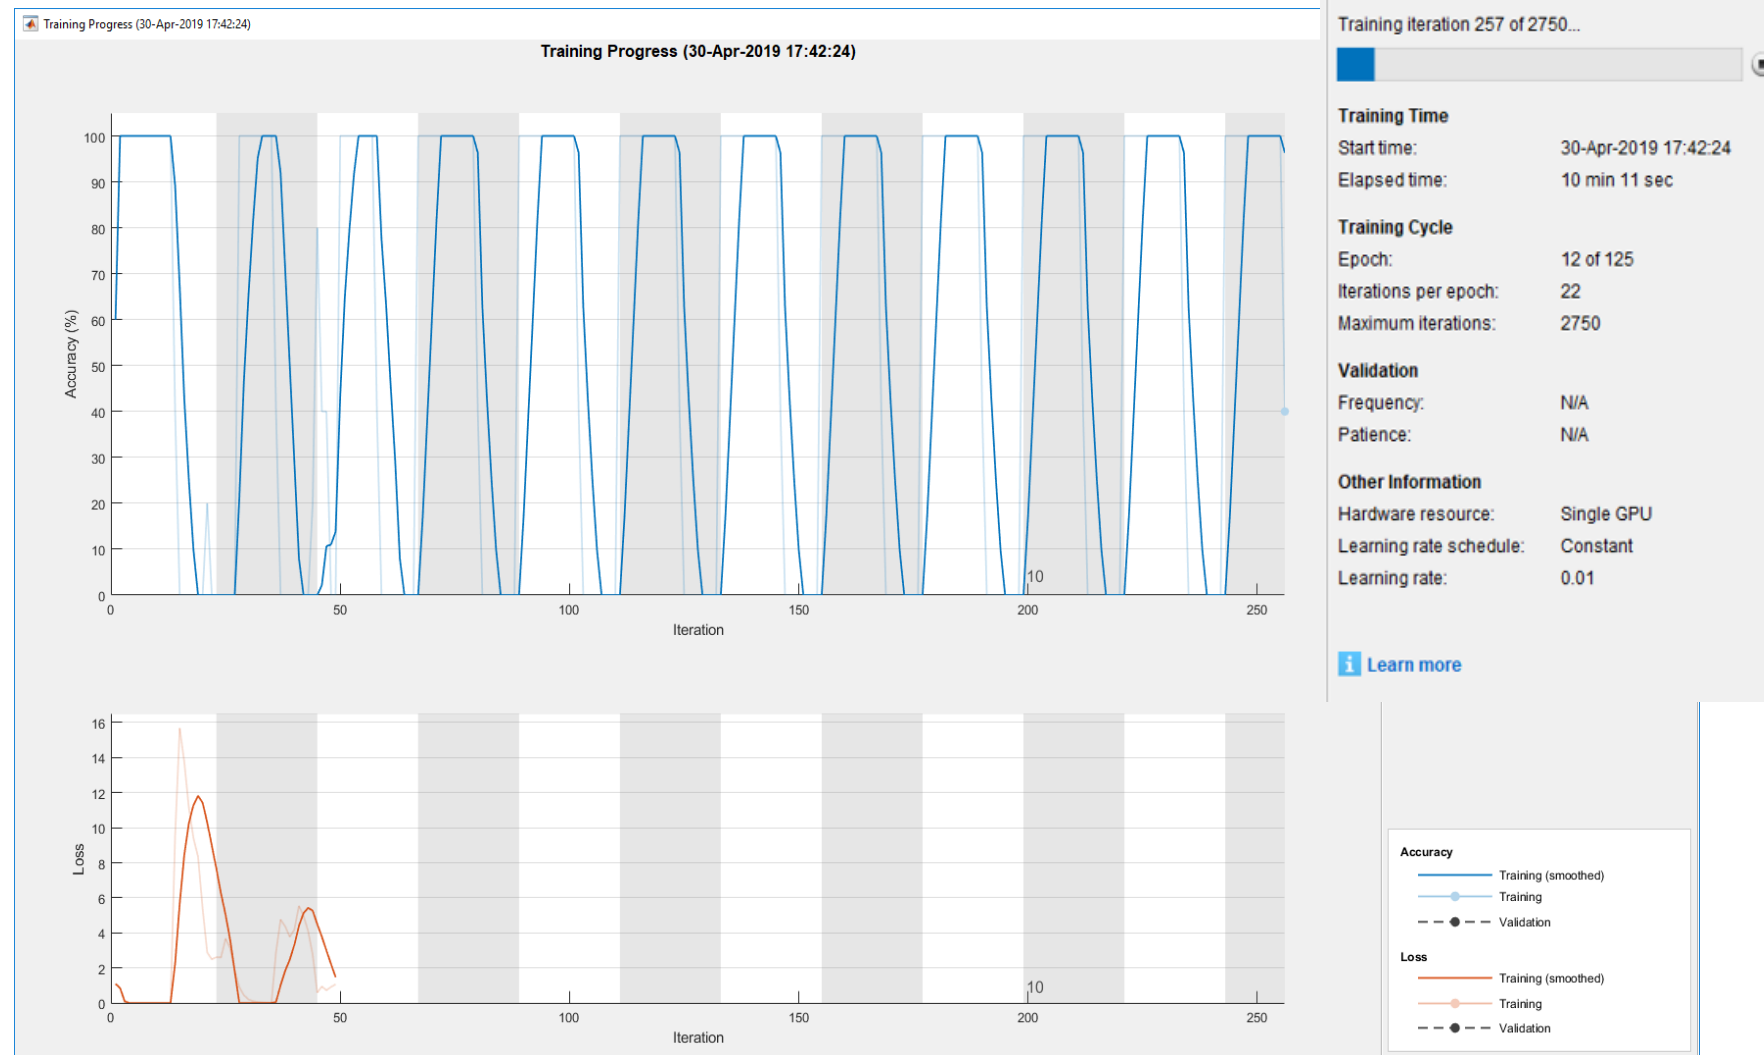 Training Progress (30-Apr-2019 17:42:24)
Training Progress (30-Apr-2019 17:42:24)
100
90
80
70
60
50
40
30
20
10
0
Accuracy (%)
10
0 50 100 150 200 250
Iteration
16
14
12
10
8
6
4
2
0
Loss
10
0 50 100 150 200 250
Iteration
Training iteration 257 of 2750...
Training Time
Start time: 30-Apr-2019 17:42:24
Elapsed time: 10 min 11 sec
Training Cycle
Epoch: 12 of 125
Iterations per epoch: 22
Maximum iterations: 2750
Validation
Frequency: N/A
Patience: N/A
Other Information
Hardware resource: Single GPU
Learning rate schedule: Constant
Learning rate: 0.01
i Learn more
Accuracy
Training (smoothed)
Training
Validation
Loss
Training (smoothed)
Training
Validation